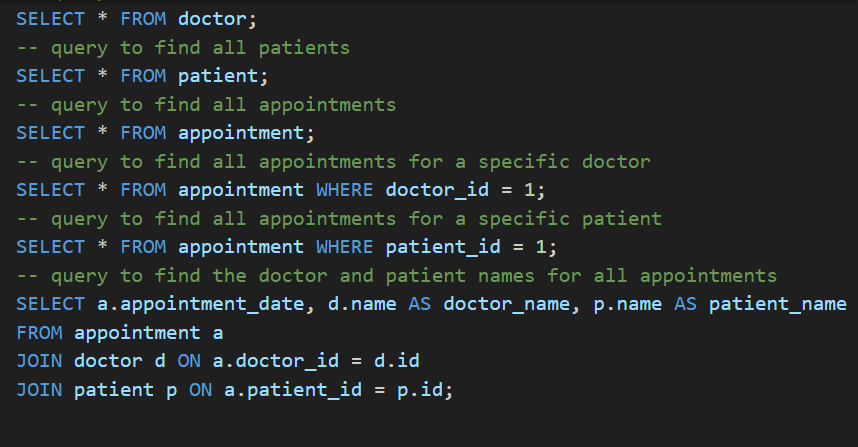 SELECT * FROM doctor;
-- query to find all patients
SELECT * FROM patient;
-- query to find all appointments
SELECT * FROM appointment;
-- query to find all appointments for a specific doctor
SELECT * FROM appointment WHERE doctor_id = 1;
-- query to find all appointments for a specific patient
SELECT * FROM appointment WHERE patient_id = 1;
-- query to find the doctor and patient names for all appointments
SELECT a.appointment_date, d.name AS doctor_name, p.name AS patient_name
FROM appointment a
JOIN doctor d ON a.doctor_id = d.id
JOIN patient p ON a.patient_id = p.id;